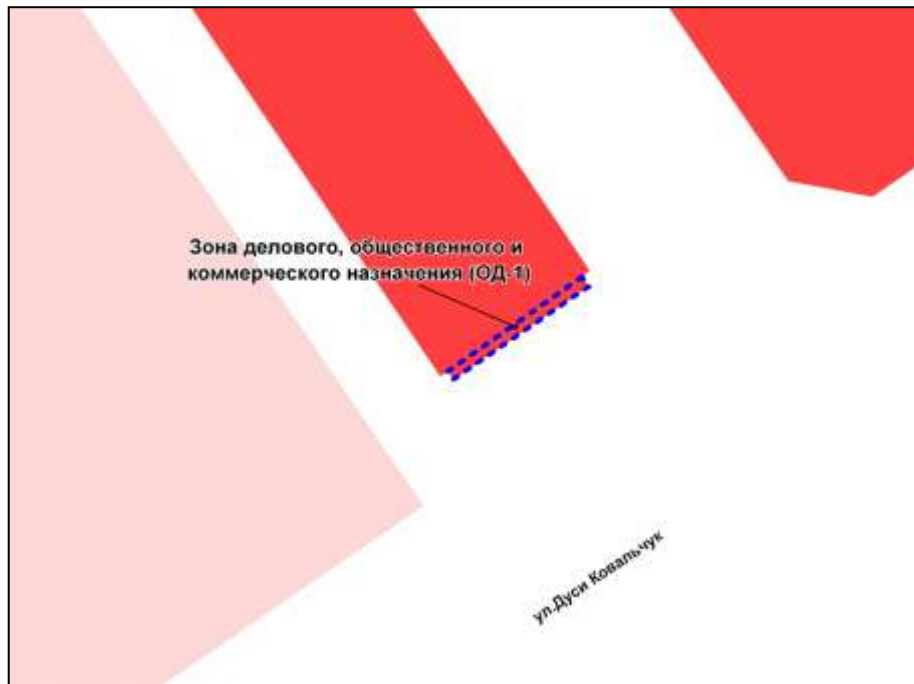 Зона делового, общественного и
коммерческого назначения (ОД-1)
ул.Дуси Ковальчук